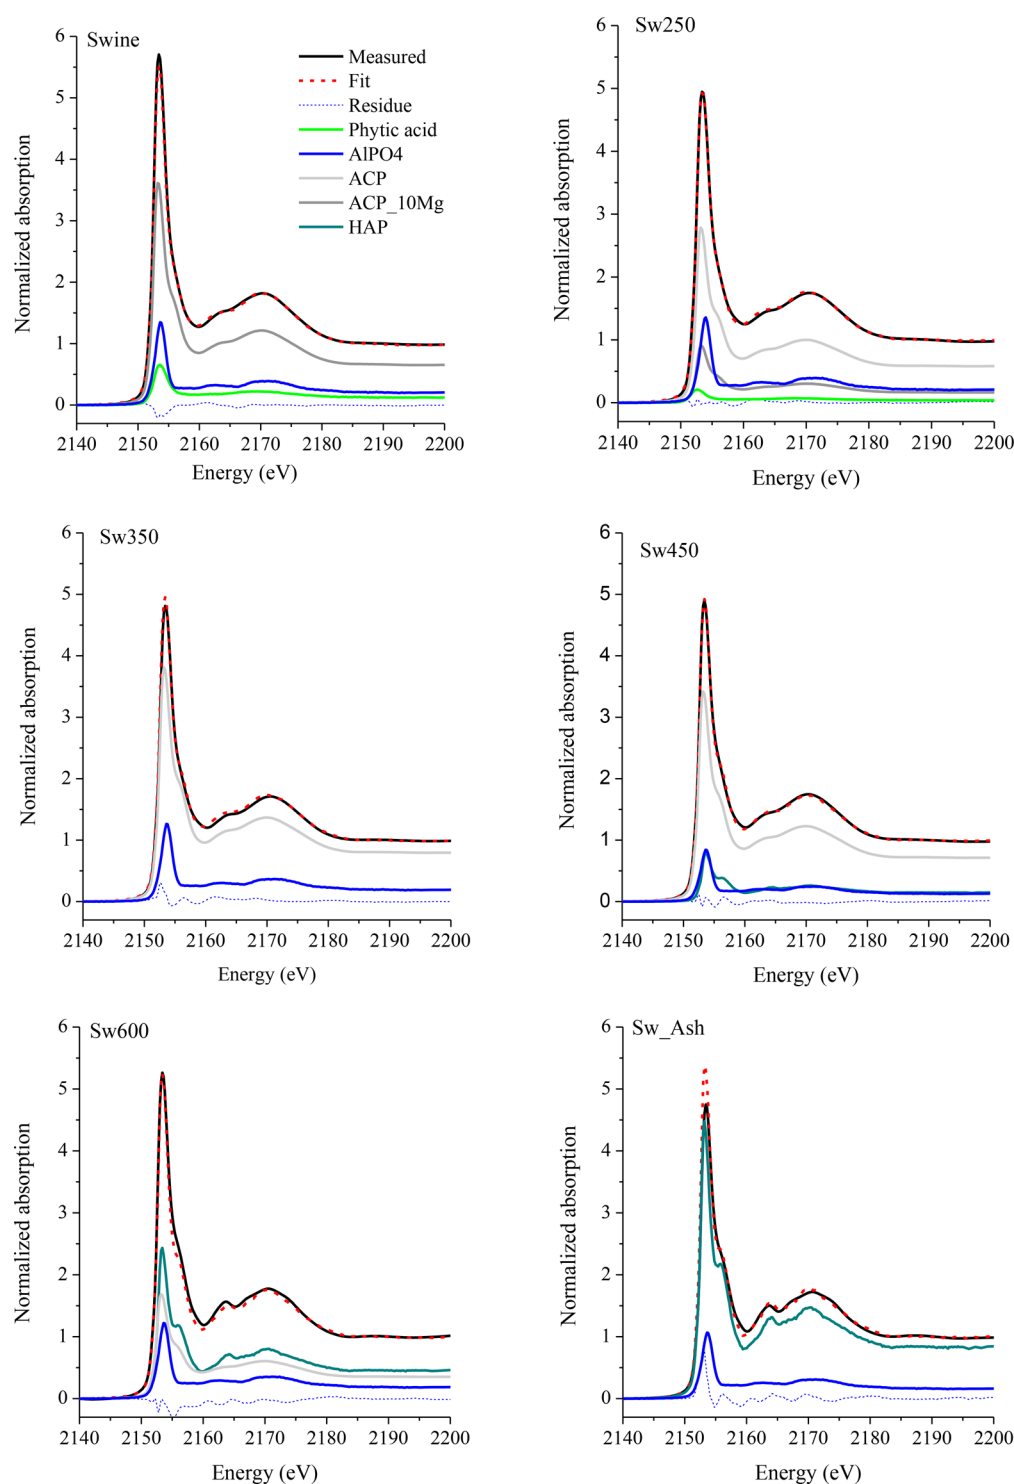 Swine
Measured
Fit
Residue
Phytic acid
AlPO4
ACP
ACP_10Mg
HAP
Normalized absorption
6
5
4
3
2
1
0
2140 2150 2160 2170 2180 2190 2200
Energy (eV)
Sw250
Normalized absorption
6
5
4
3
2
1
0
2140 2150 2160 2170 2180 2190 2200
Energy (eV)
Sw350
Normalized absorption
6
5
4
3
2
1
0
2140 2150 2160 2170 2180 2190 2200
Energy (eV)
Sw450
Normalized absorption
6
5
4
3
2
1
0
2140 2150 2160 2170 2180 2190 2200
Energy (eV)
Sw600
Normalized absorption
6
5
4
3
2
1
0
2140 2150 2160 2170 2180 2190 2200
Energy (eV)
Sw_Ash
Normalized absorption
6
5
4
3
2
1
0
2140 2150 2160 2170 2180 2190 2200
Energy (eV)